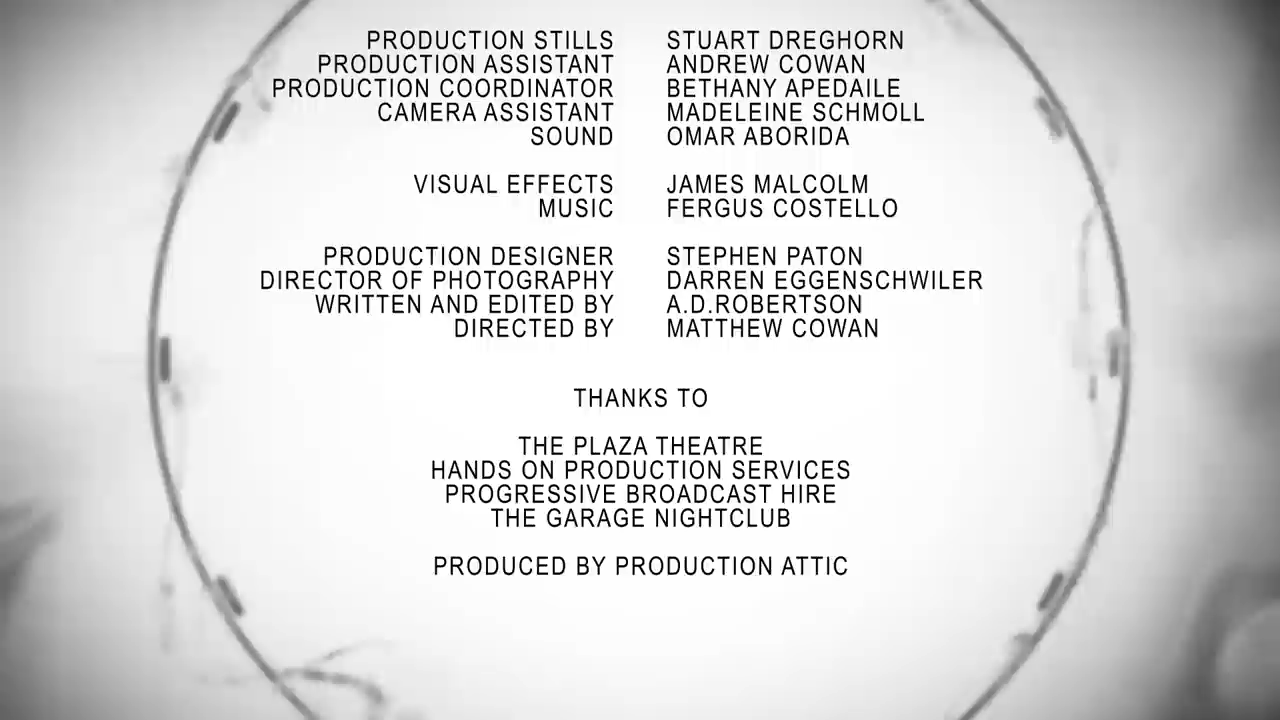 PRODUCTION STILLS STUART DREGHORN
PRODUCTION ASSISTANT ANDREW COWAN
PRODUCTION COORDINATOR BETHANY APEDAILE
CAMERA ASSISTANT MADELEINE SCHMOLL
SOUND OMAR ABORIDA
VISUAL EFFECTS JAMES MALCOLM
MUSIC FERGUS COSTELLO
PRODUCTION DESIGNER STEPHEN PATON
DIRECTOR OF PHOTOGRAPHY DARREN EGGENSCHWILER
WRITTEN AND EDITED BY A.D.ROBERTSON
DIRECTED BY MATTHEW COWAN
THANKS TO
THE PLAZA THEATRE
HANDS ON PRODUCTION SERVICES
PROGRESSIVE BROADCAST HIRE
THE GARAGE NIGHTCLUB
PRODUCED BY PRODUCTION ATTIC